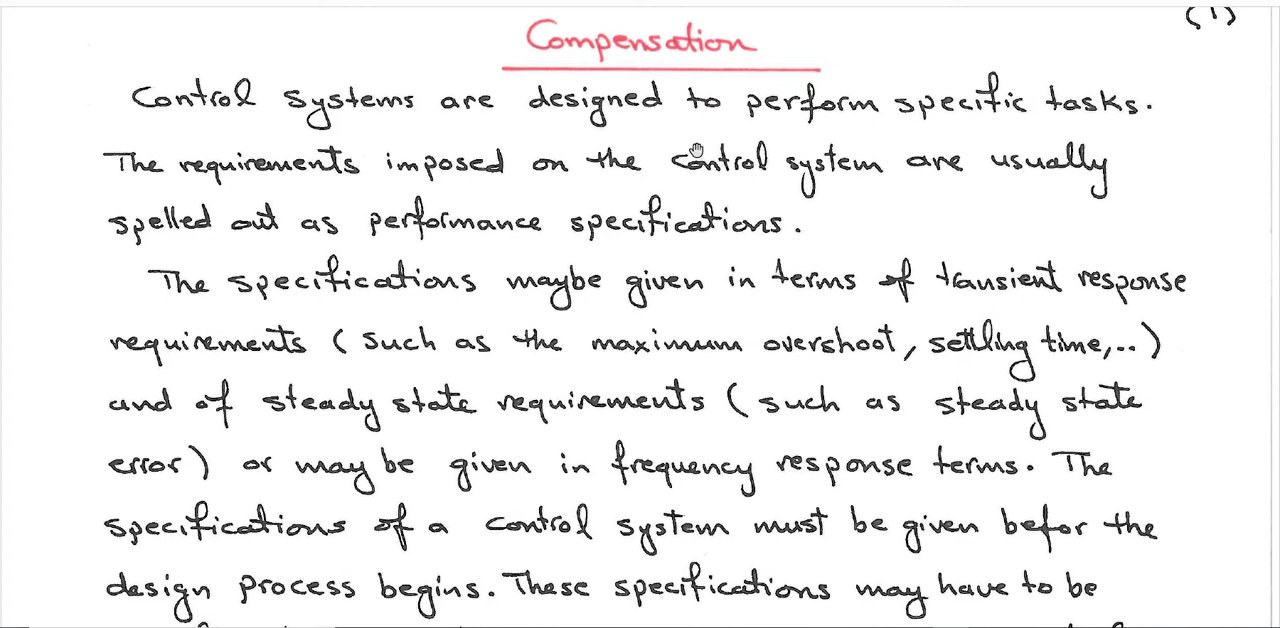 (1)
Compensation
Control systems are designed to perform specific tasks.
The requirements imposed on the control system are usually
spelled out as performance specifications.
The specifications maybe given in terms of transient response
requirements (such as the maximum overshoot, settling time,..)
and of steady state requirements (such as steady state
error) or may be given in frequency response terms. The
specifications of a control system must be given befor the
design process begins. These specifications may have to be